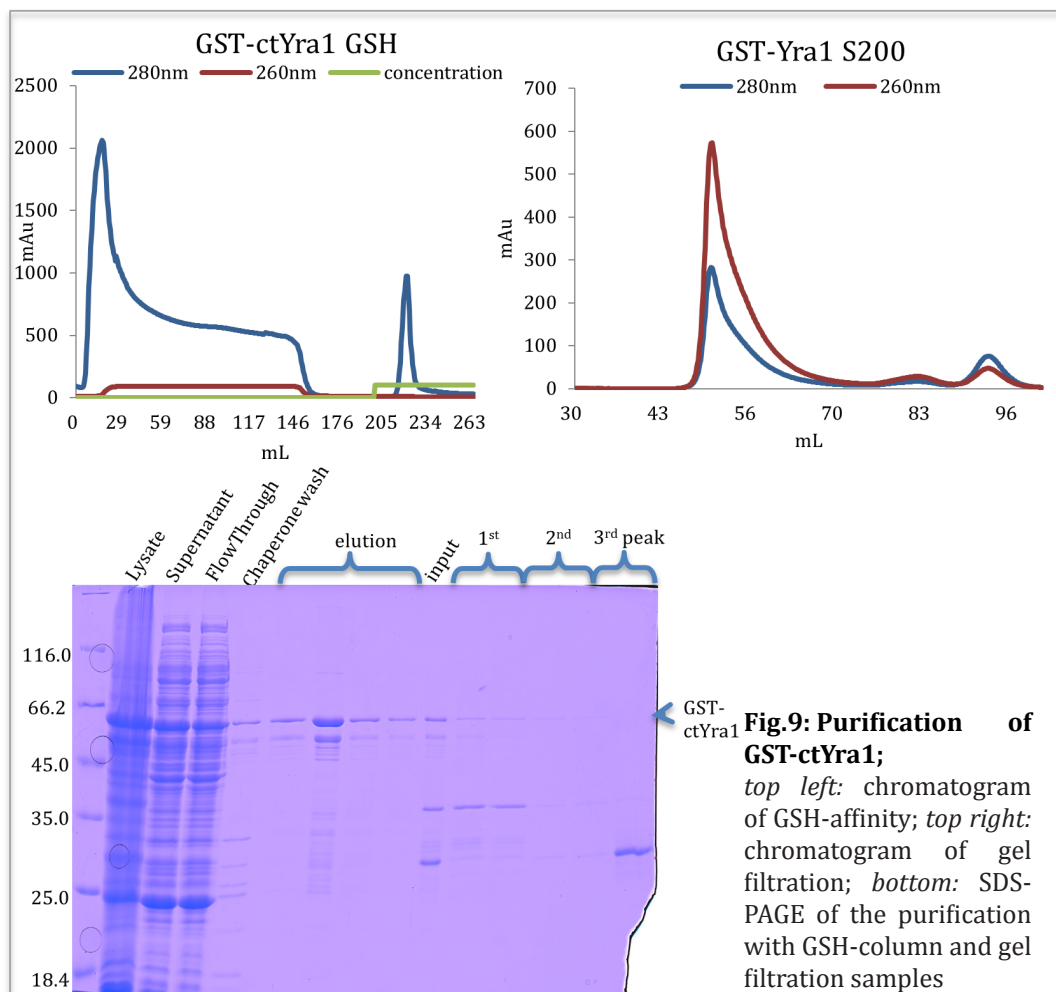 GST-ctYra1 GSH
280nm 260nm concentration
2500
2000
1500
1000
500
0
mAu
0 29 59 88 117 146 176 205 234 263
mL
GST-Yra1 S200
280nm 260nm
700
600
500
400
300
200
100
0
mAu
30 43 56 70 83 96
mL
Lysate
Supernatant
FlowThrough
Chaperone wash
elution
input
1st
2nd
3rd peak
116.0
66.2
45.0
35.0
25.0
18.4
GST-
ctYra1
Fig.9: Purification of
GST-ctYra1;
top left: chromatogram
of GSH-affinity; top right:
chromatogram of gel
filtration; bottom: SDS-
PAGE of the purification
with GSH-column and gel
filtration samples